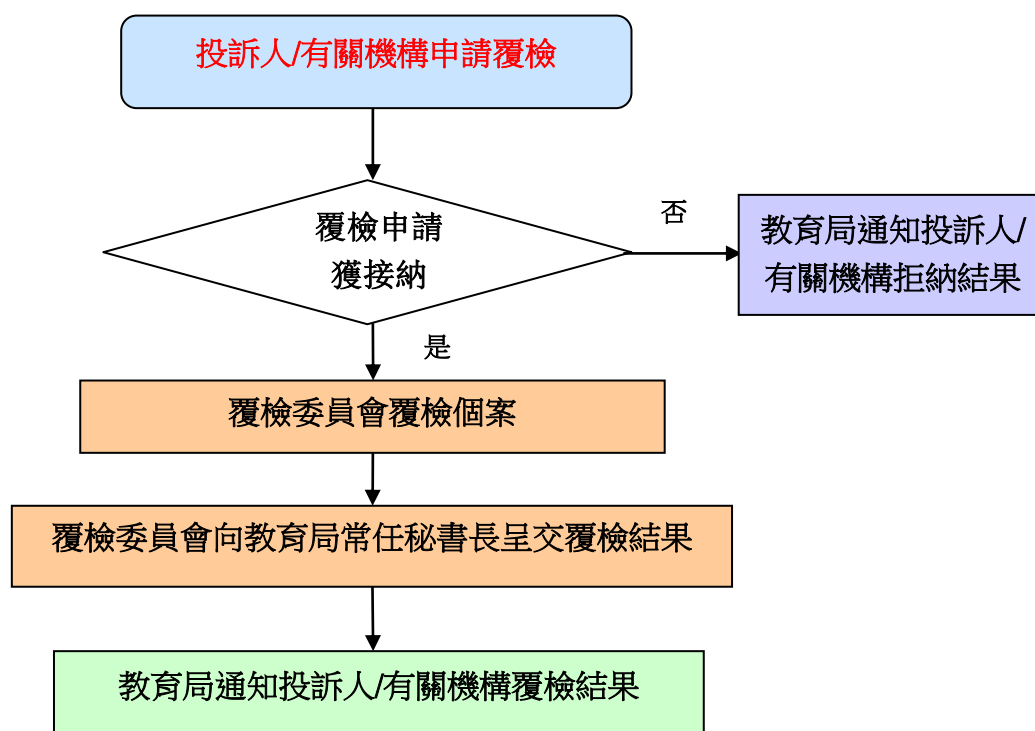 投訴人/有關機構申請覆檢
覆檢申請
獲接納
否
教育局通知投訴人/
有關機構拒納結果
是
覆檢委員會覆檢個案
覆檢委員會向教育局常任秘書長呈交覆檢結果
教育局通知投訴人/有關機構覆檢結果